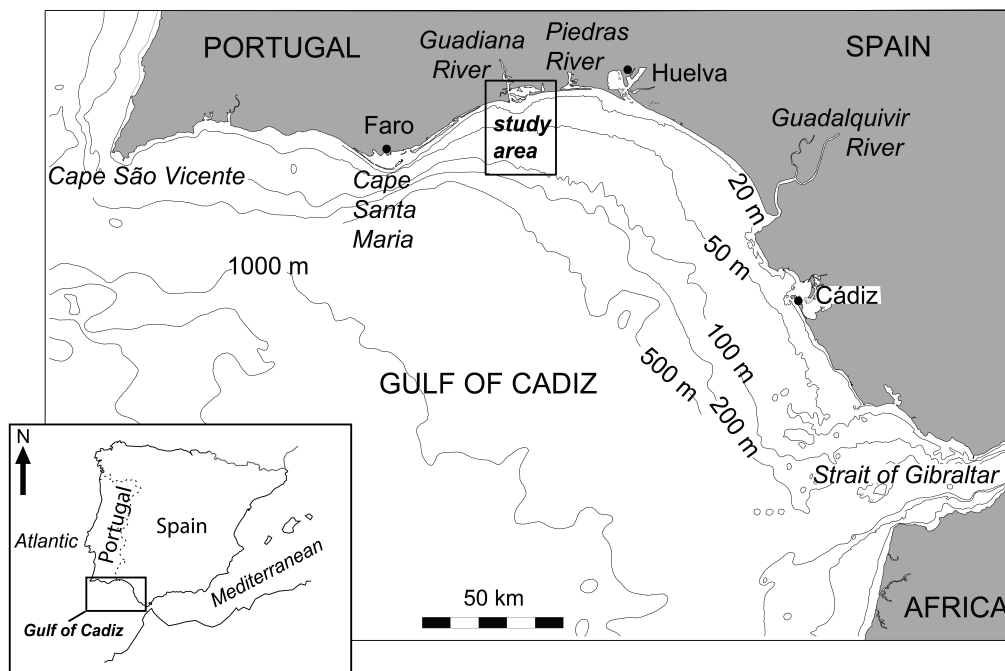 PORTUGAL
Guadiana
River
Piedras
River
SPAIN
Huelva
Guadalquivir
River
Faro
study
area
Cape São Vicente
Cape
Santa
Maria
20 m
50 m
1000 m
Cádiz
100 m
500 m
200 m
GULF OF CADIZ
Strait of Gibraltar
AFRICA
50 km
N
Atlantic
Portugal
Spain
Mediterranean
Gulf of Cadiz